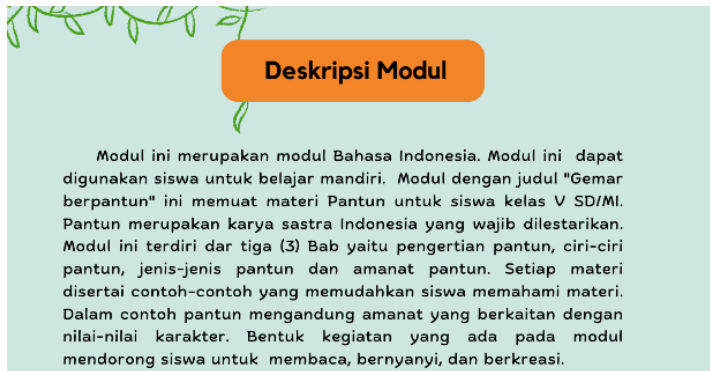 Deskripsi Modul
Modul ini merupakan modul Bahasa Indonesia. Modul ini dapat
digunakan siswa untuk belajar mandiri. Modul dengan judul "Gemar
berpantun" ini memuat materi Pantun untuk siswa kelas V SD/MI.
Pantun merupakan karya sastra Indonesia yang wajib dilestarikan.
Modul ini terdiri dar tiga (3) Bab yaitu pengertian pantun, ciri-ciri
pantun, jenis-jenis pantun dan amanat pantun. Setiap materi
disertai contoh-contoh yang memudahkan siswa memahami materi.
Dalam contoh pantun mengandung amanat yang berkaitan dengan
nilai-nilai karakter. Bentuk kegiatan yang ada pada modul
mendorong siswa untuk membaca, bernyanyi, dan berkreasi.